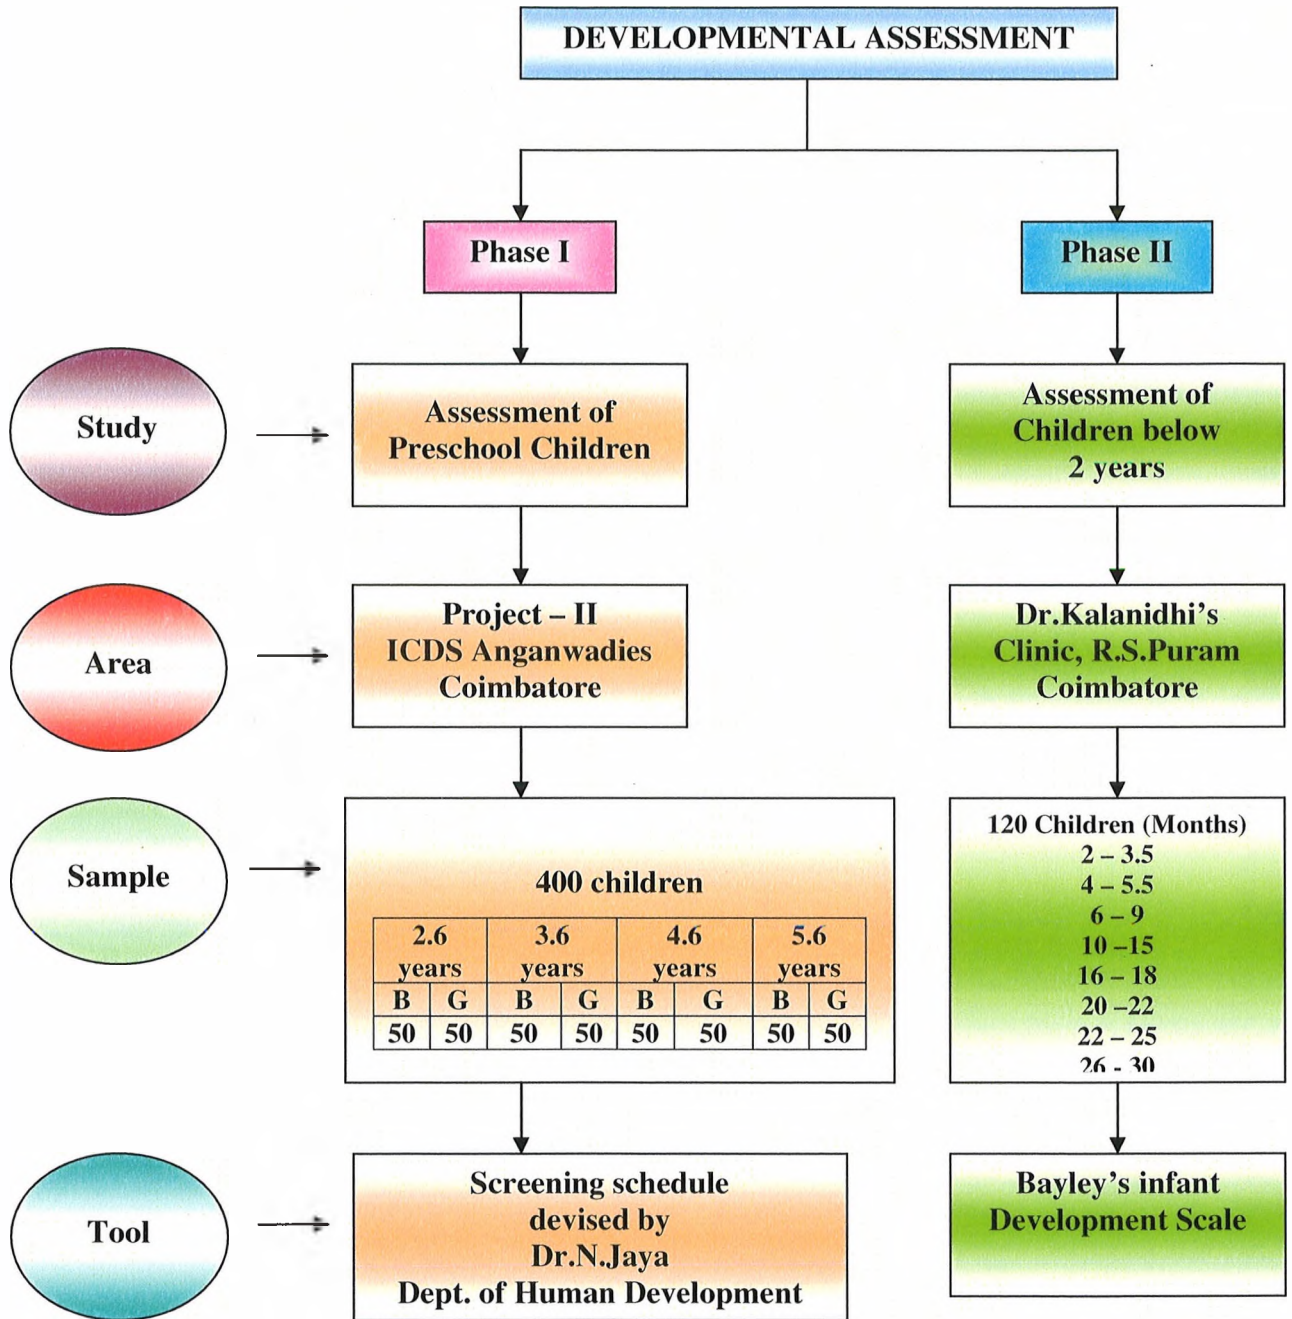 DEVELOPMENTAL ASSESSMENT
Phase I
Phase II
Study
Assessment of
Preschool Children
Assessment of
Children below
2 years
Area
Project – II
ICDS Anganwadies
Coimbatore
Dr.Kalanidhi’s
Clinic, R.S.Puram
Coimbatore
Sample
400 children
2.6 years 3.6 years 4.6 years 5.6 years
B G B G B G B G
50 50 50 50 50 50 50 50
120 Children (Months)
2 – 3.5
4 – 5.5
6 – 9
10 –15
16 – 18
20 –22
22 – 25
26 - 30
Tool
Screening schedule
devised by
Dr.N.Jaya
Dept. of Human Development
Bayley’s infant
Development Scale